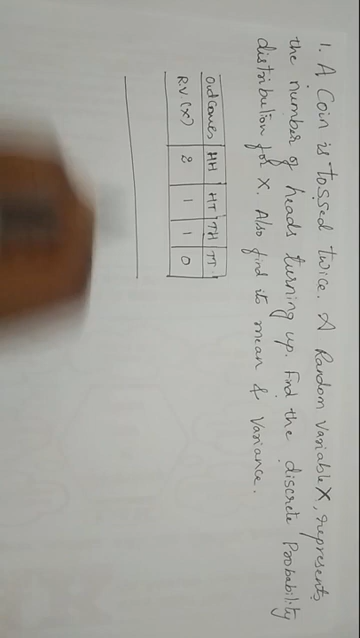 1. A Coin is tossed twice. A Random Variable X, represents
the number of heads turning up. Find the discrete Probability
distribution for X. Also find its mean & Variance.
Outcomes HH HT TH TT
RV(X) 2 1 1 0